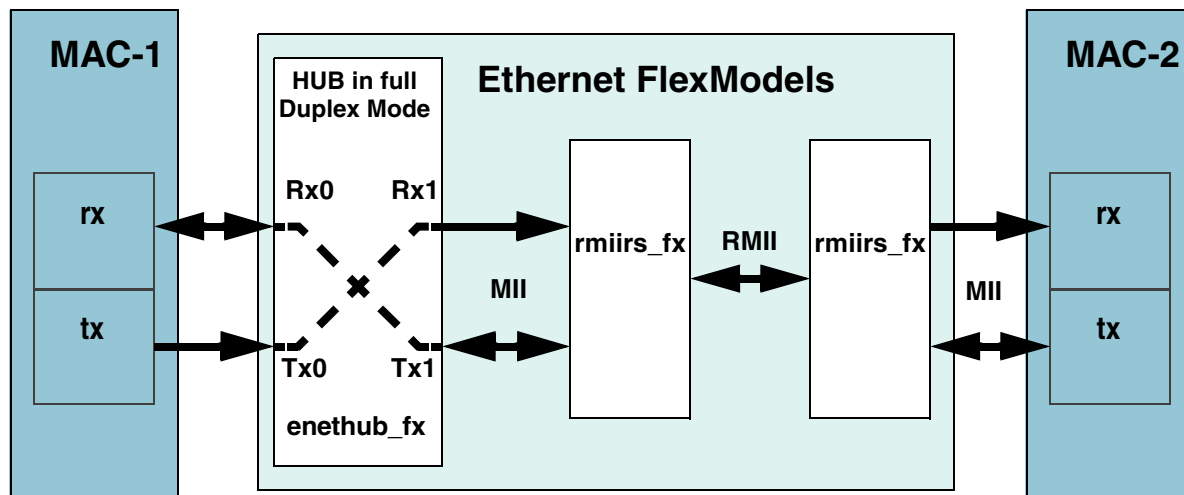 MAC-1
rx
tx
Ethernet FlexModels
HUB in full
Duplex Mode
Rx0
Rx1
Tx0
Tx1
enethub_fx
MII
rmiirs_fx
RMII
rmiirs_fx
MII
MAC-2
rx
tx